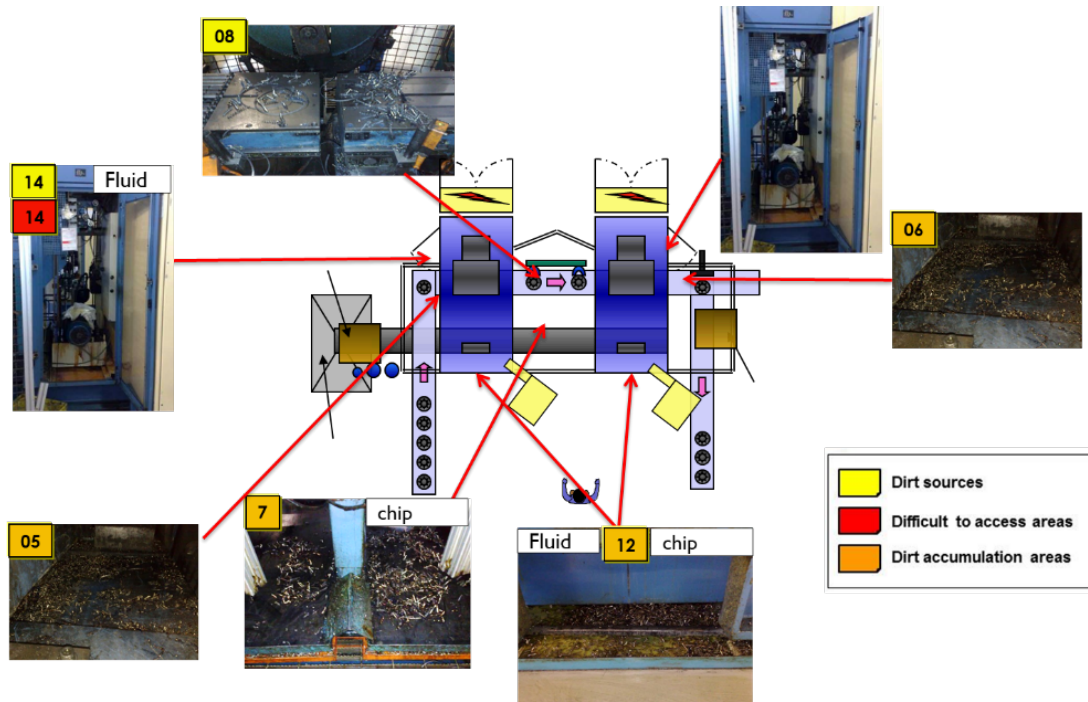 08
14 Fluid
14
06
7 chip
05
Fluid 12 chip
Dirt sources
Difficult to access areas
Dirt accumulation areas